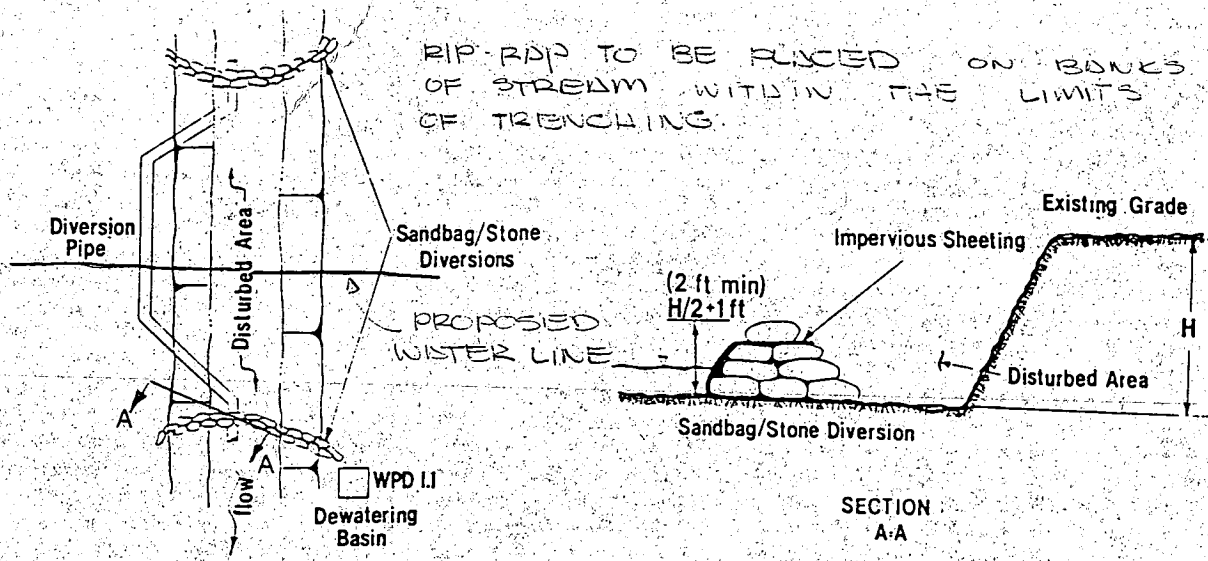 RIP-RAP TO BE PLACED ON BANKS
OF STREAM WITHIN THE LIMITS
OF TRENCHING.
Existing Grade
Diversion
Pipe
Disturbed Area
Sandbag/Stone
Diversions
Impervious Sheeting
(2 ft min)
H/2+1ft
H
PROPOSED
WATER LINE
Disturbed Area
Sandbag/Stone Diversion
A
A
flow
WPD 1.1
Dewatering
Basin
SECTION
A-A